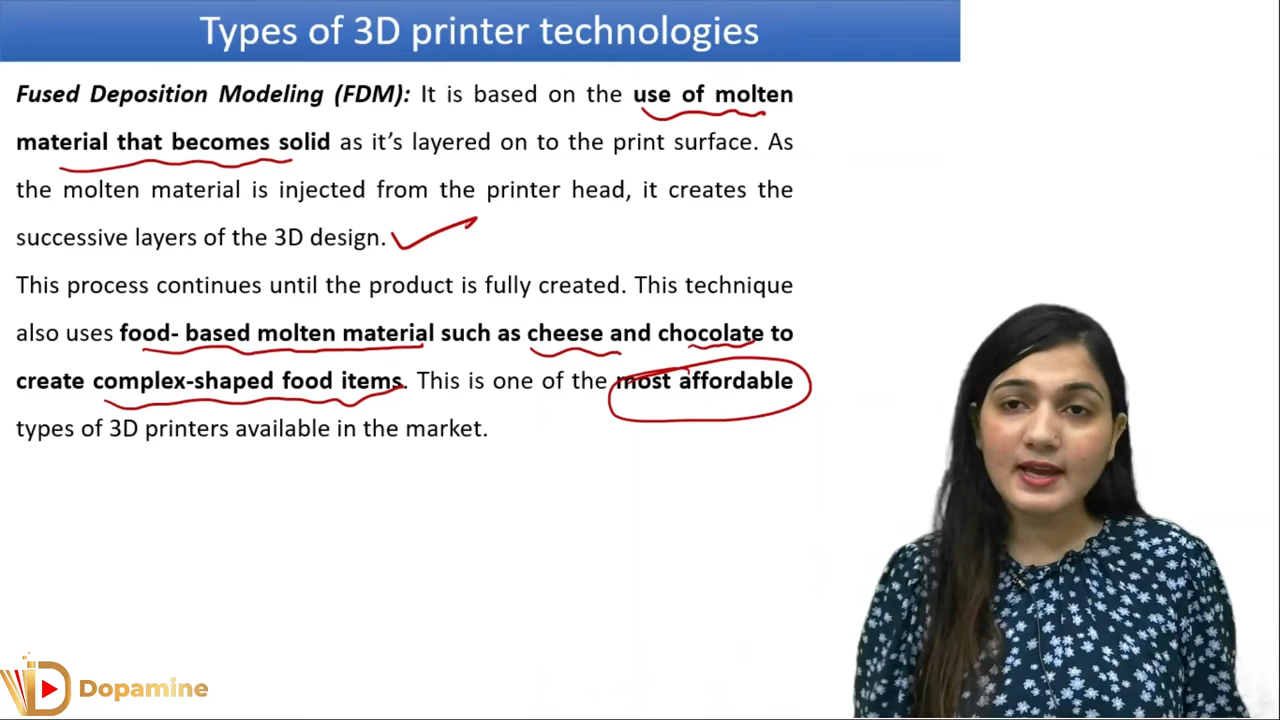 Types of 3D printer technologies
Fused Deposition Modeling (FDM): It is based on the use of molten
material that becomes solid as it’s layered on to the print surface. As
the molten material is injected from the printer head, it creates the
successive layers of the 3D design.
This process continues until the product is fully created. This technique
also uses food- based molten material such as cheese and chocolate to
create complex-shaped food items. This is one of the most affordable
types of 3D printers available in the market.
Dopamine